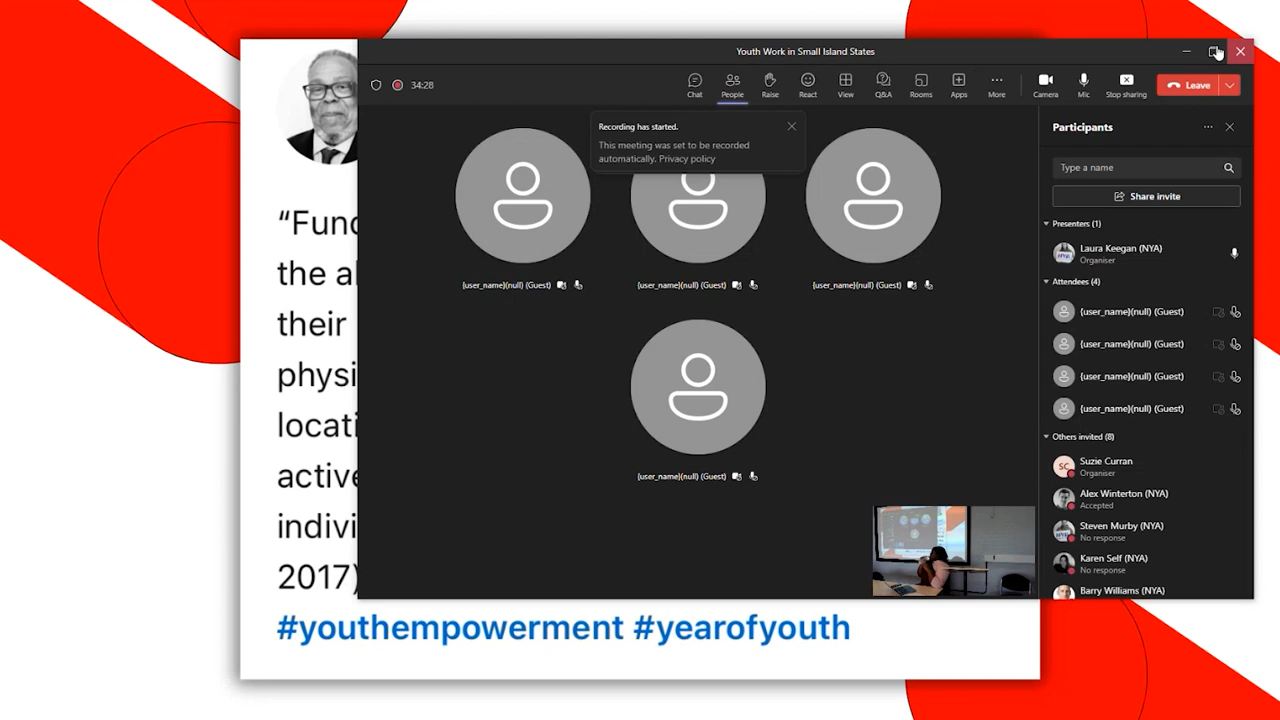 Youth Work in Small Island States
34:28
Chat
People
Raise
React
View
Q&A
Rooms
Apps
More
Camera
Mic
Stop sharing
Leave
Recording has started.
This meeting was set to be recorded
automatically. Privacy policy
{user_name}(null) (Guest)
{user_name}(null) (Guest)
{user_name}(null) (Guest)
{user_name}(null) (Guest)
Participants
Type a name
Share invite
Presenters (1)
Laura Keegan (NYA)
Organiser
Attendees (4)
{user_name}(null) (Guest)
{user_name}(null) (Guest)
{user_name}(null) (Guest)
{user_name}(null) (Guest)
Others invited (8)
SC
Suzie Curran
Organiser
Alex Winterton (NYA)
Accepted
Steven Murby (NYA)
No response
Karen Self (NYA)
No response
Barry Williams (NYA)
“Fund
the al
their
physi
locati
active
indivi
2017)
#youthempowerment #yearofyouth